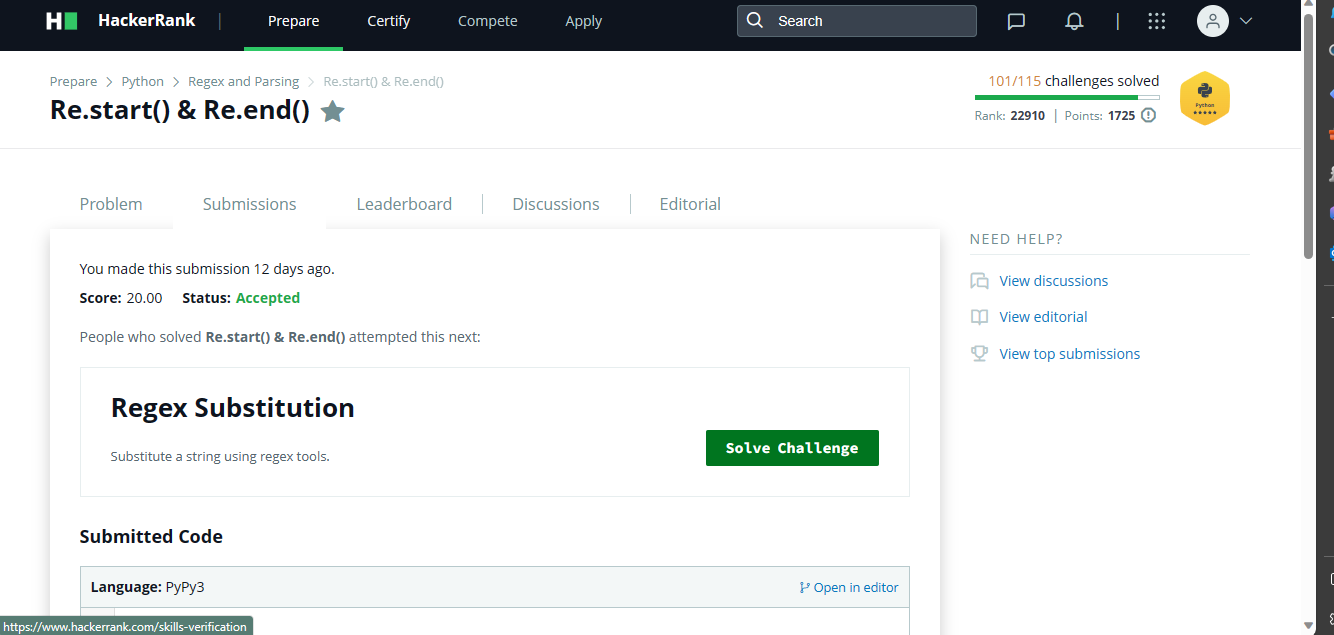 HackerRank | Prepare Certify Compete Apply Search |
Prepare > Python > Regex and Parsing > Re.start() & Re.end()
Re.start() & Re.end()
101/115 challenges solved
Rank: 22910 | Points: 1725
Python
Problem Submissions Leaderboard Discussions Editorial
You made this submission 12 days ago.
Score: 20.00 Status: Accepted
People who solved Re.start() & Re.end() attempted this next:
Regex Substitution
Substitute a string using regex tools.
Solve Challenge
Submitted Code
Language: PyPy3
Open in editor
NEED HELP?
View discussions
View editorial
View top submissions
https://www.hackerrank.com/skills-verification